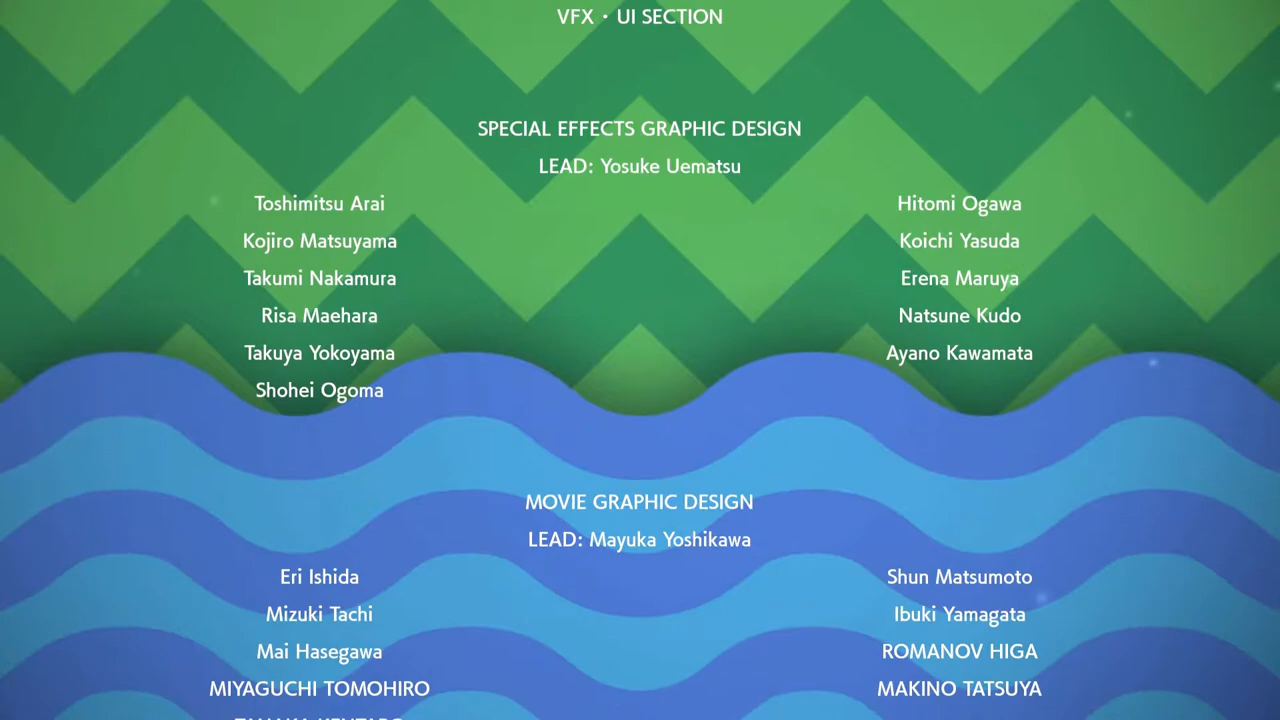 VFX・UI SECTION
SPECIAL EFFECTS GRAPHIC DESIGN
LEAD: Yosuke Uematsu
Toshimitsu Arai
Hitomi Ogawa
Kojiro Matsuyama
Koichi Yasuda
Takumi Nakamura
Erena Maruya
Risa Maehara
Natsune Kudo
Takuya Yokoyama
Ayano Kawamata
Shohei Ogoma
MOVIE GRAPHIC DESIGN
LEAD: Mayuka Yoshikawa
Eri Ishida
Shun Matsumoto
Mizuki Tachi
Ibuki Yamagata
Mai Hasegawa
ROMANOV HIGA
MIYAGUCHI TOMOHIRO
MAKINO TATSUYA